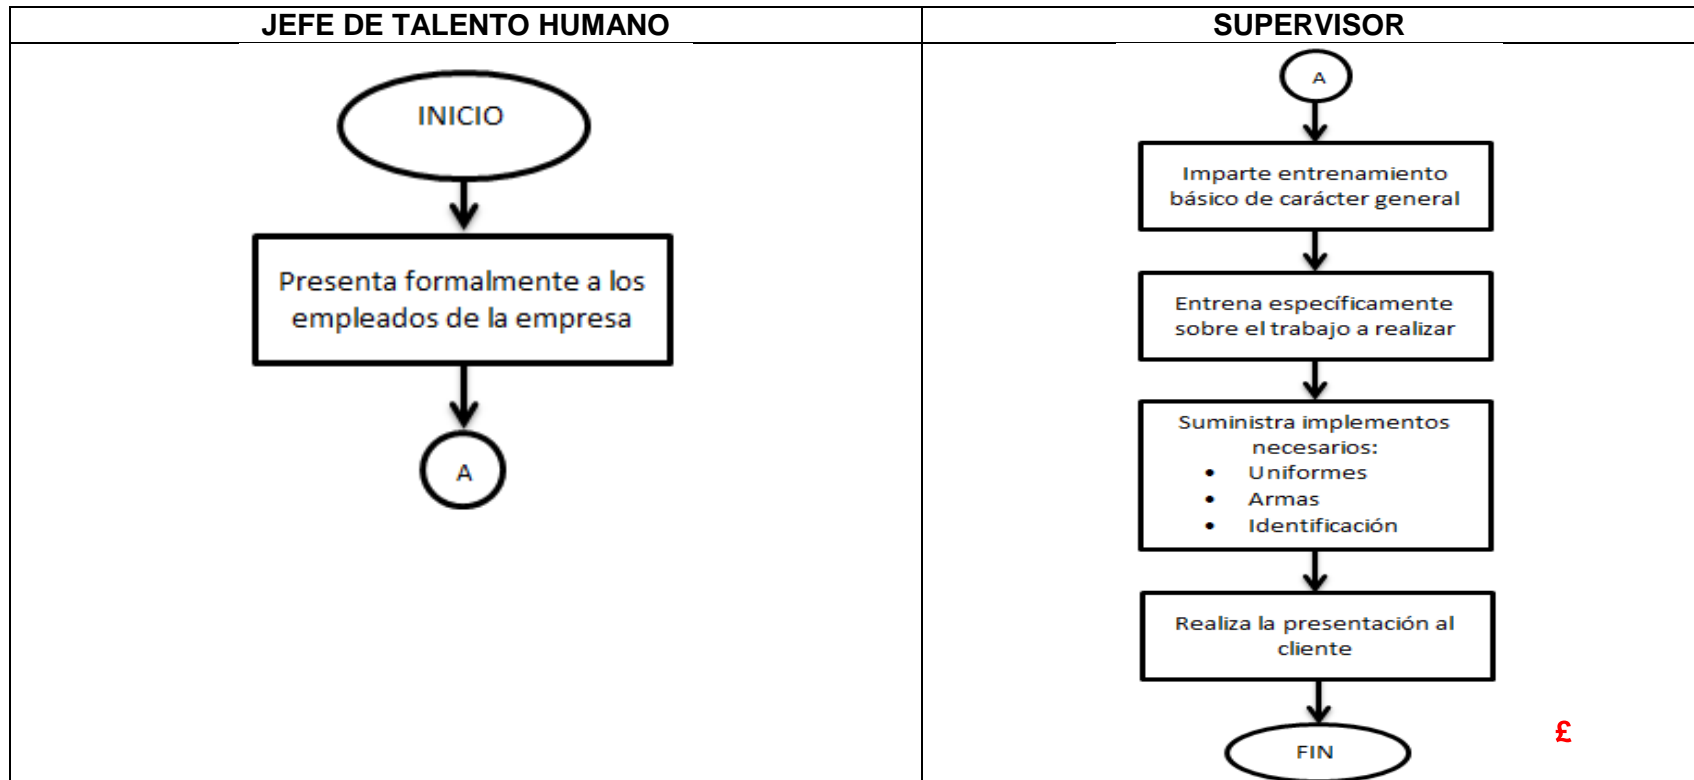 JEFE DE TALENTO HUMANO
INICIO
Presenta formalmente a los
empleados de la empresa
A
SUPERVISOR
A
Imparte entrenamiento
básico de carácter general
Entrena específicamente
sobre el trabajo a realizar
Suministra implementos
necesarios:
• Uniformes
• Armas
• Identificación
Realiza la presentación al
cliente
FIN
£